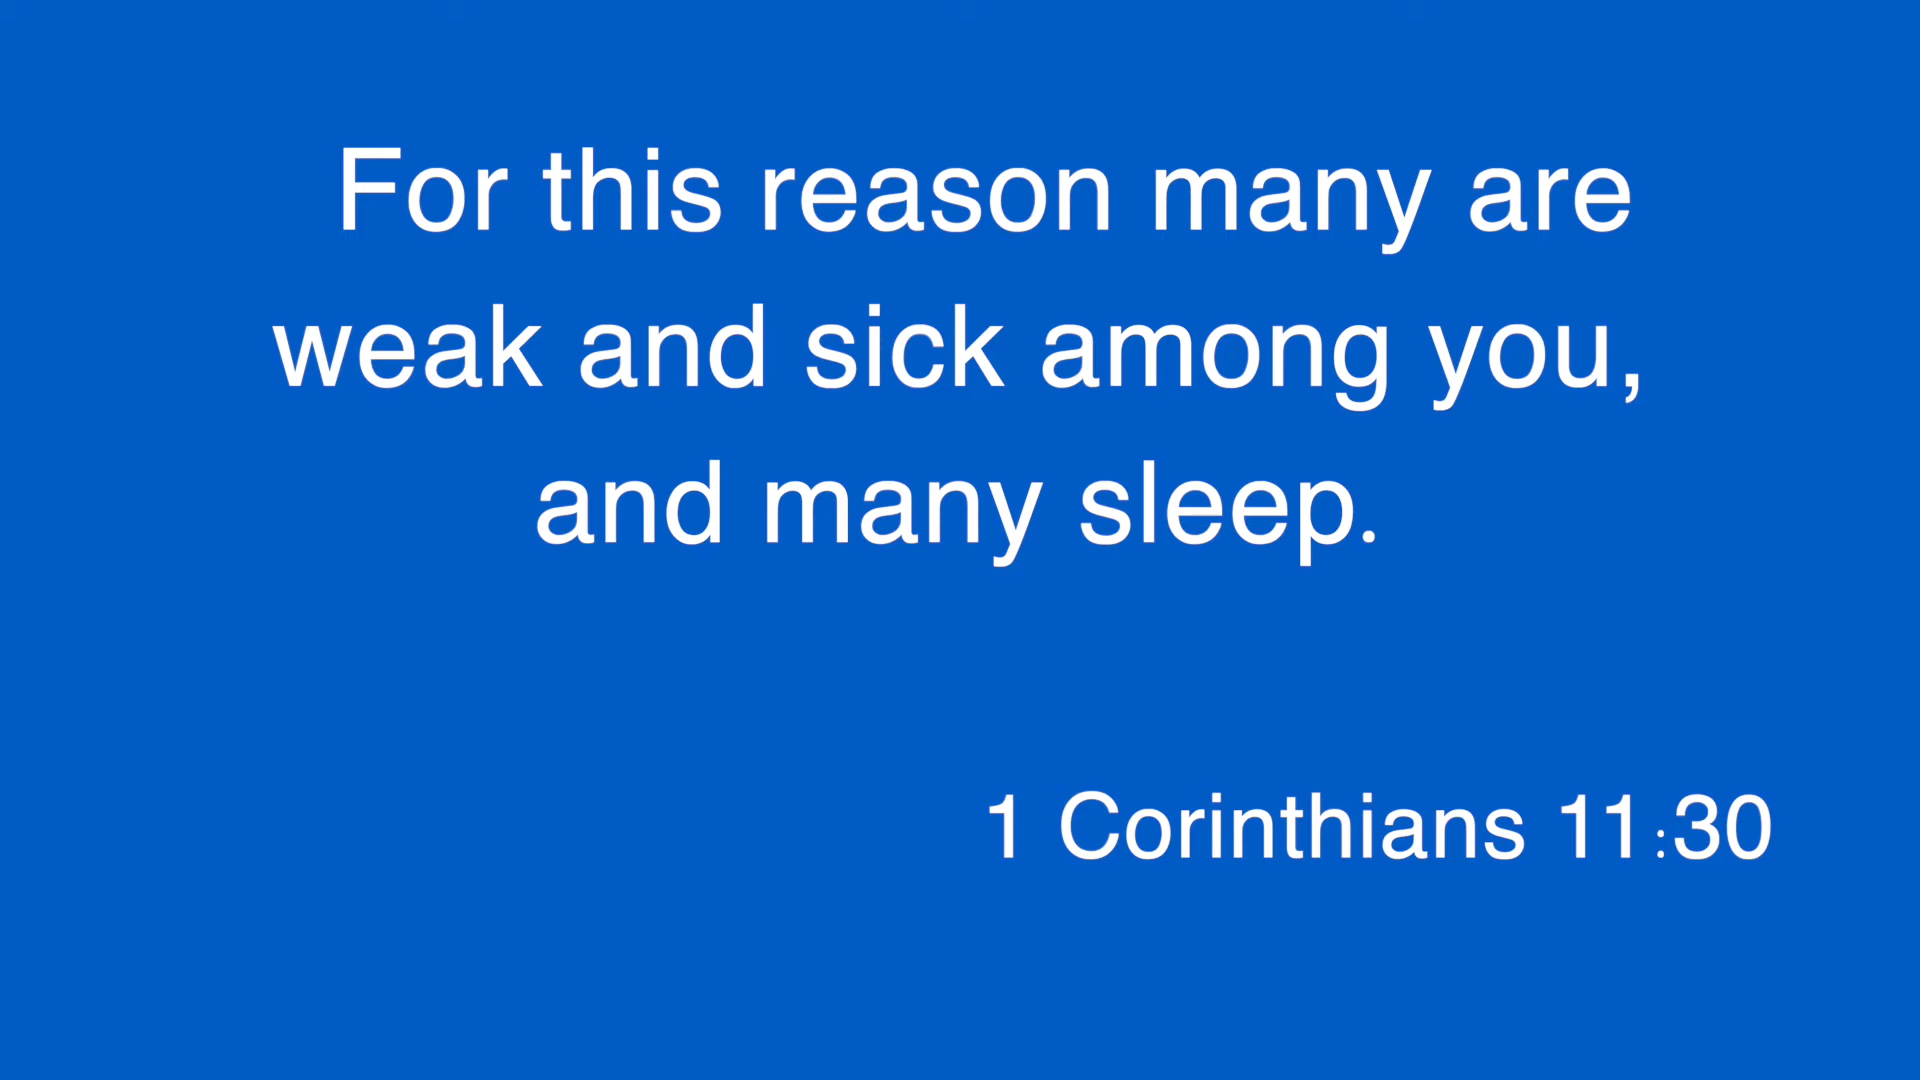 For this reason many are
weak and sick among you,
and many sleep.
1 Corinthians 11:30